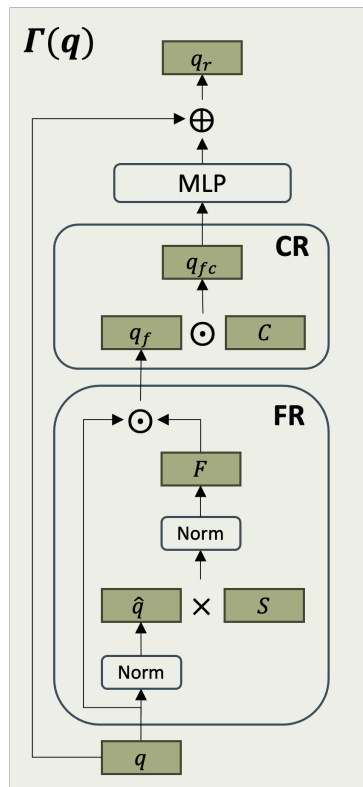 Γ(q)
q_r
⊕
MLP
CR
q_fc
q_f ⊙ C
FR
⊙
F
Norm
q̂ × S
Norm
q